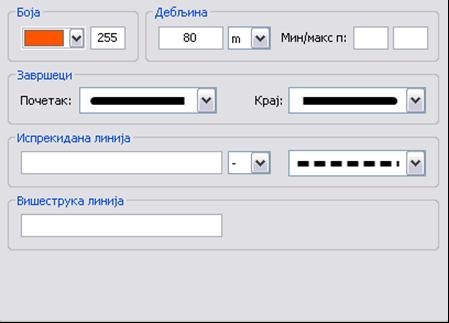 Боја Дебљина
255 80 m Мин/макс п:
Завршеци
Почетак: Крај:
Испрекидана линија
-
Вишеструка линија